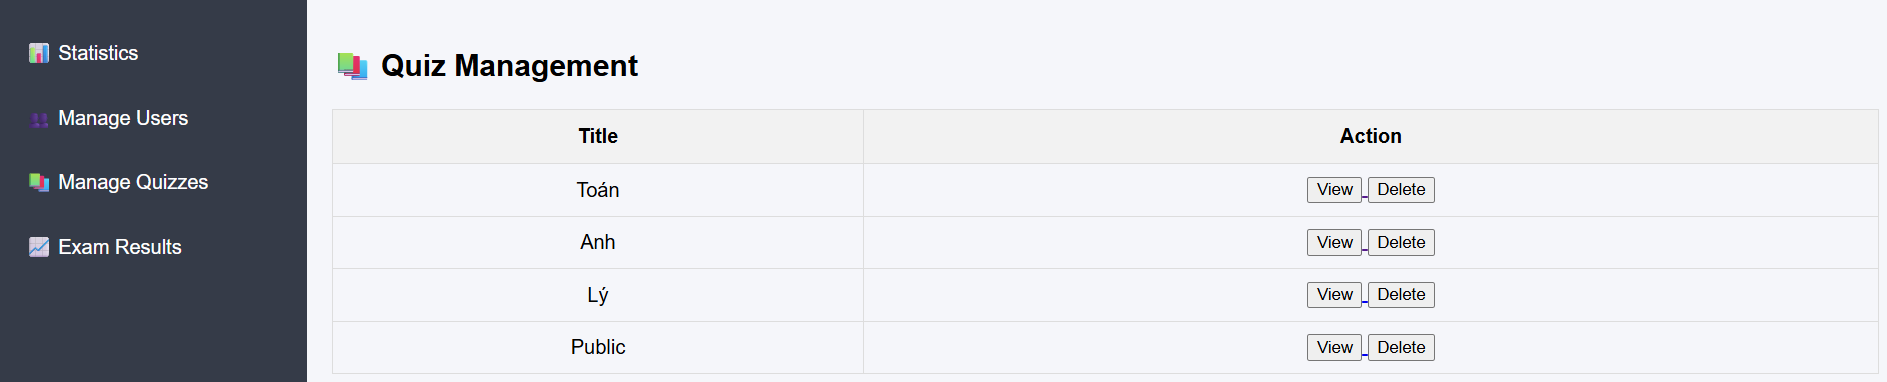 Statistics
Manage Users
Manage Quizzes
Exam Results
Quiz Management
Title Action
Toán View Delete
Anh View Delete
Lý View Delete
Public View Delete